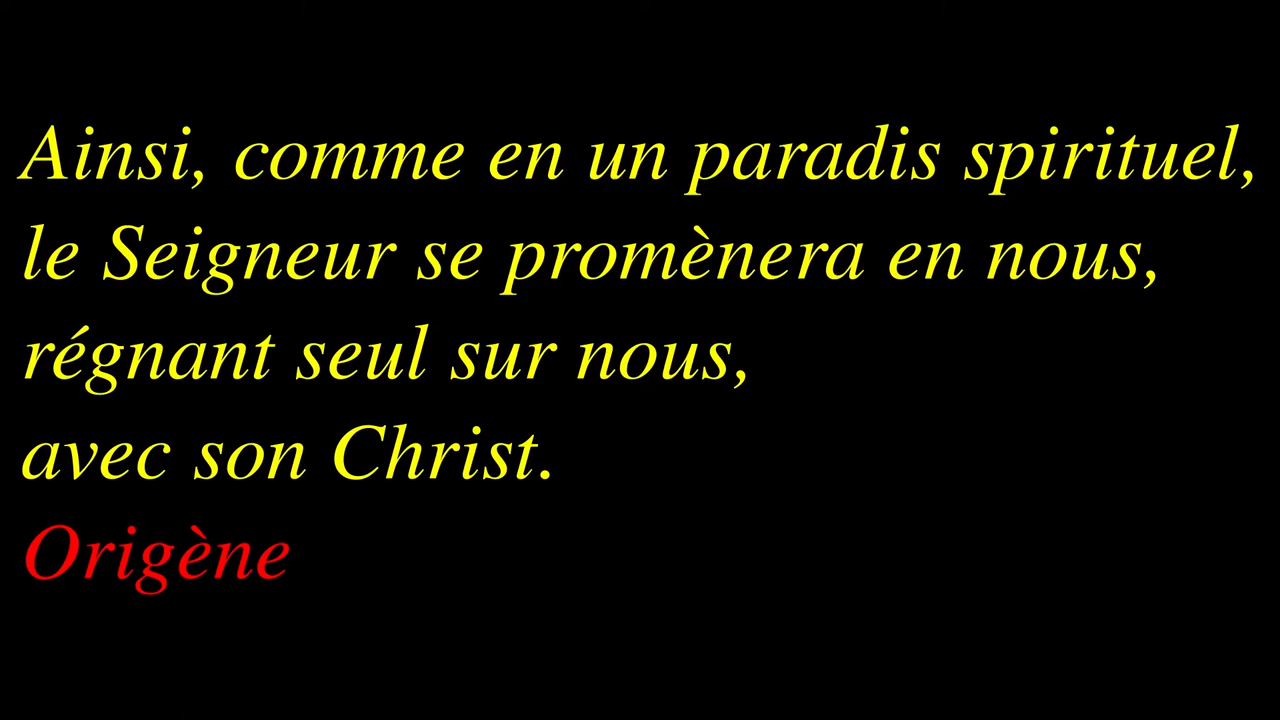 Ainsi, comme en un paradis spirituel,
le Seigneur se promènera en nous,
régnant seul sur nous,
avec son Christ.
Origène